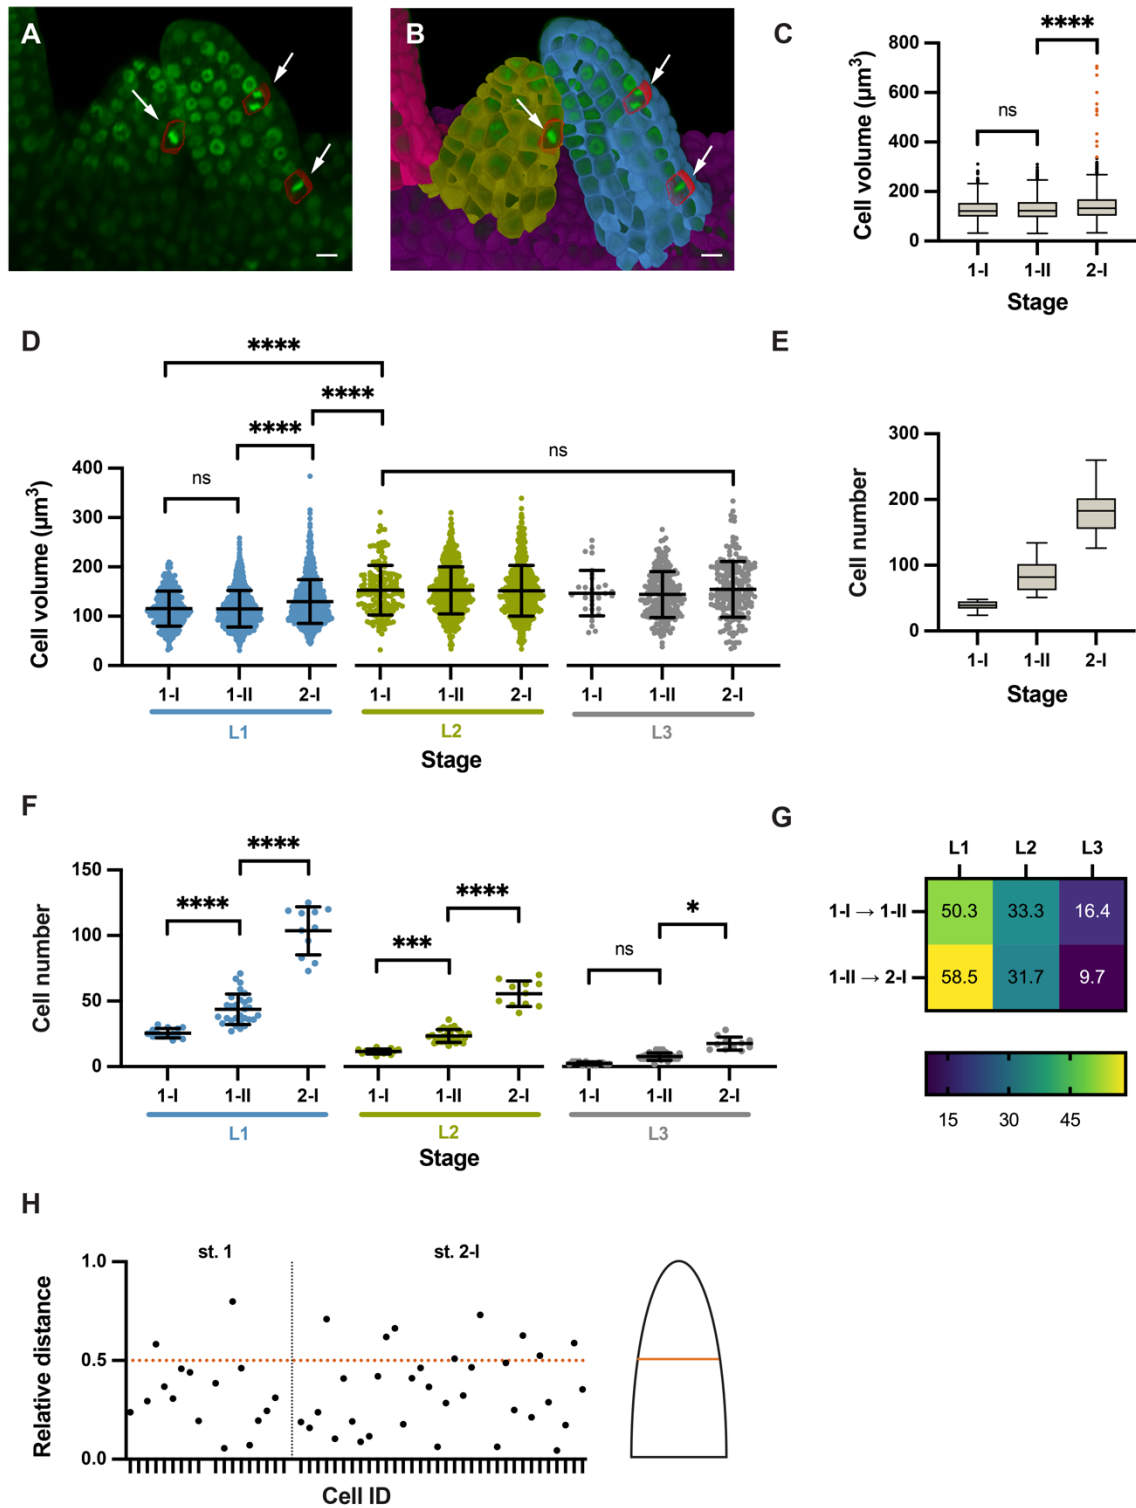 A
B
C
****
800
600
400
200
0
ns
Cell volume (µm³)
1-I 1-II 2-I
Stage
D
****
****
****
ns
ns
400
300
200
100
0
Cell volume (µm³)
1-I 1-II 2-I 1-I 1-II 2-I 1-I 1-II 2-I
L1 L2 L3
Stage
E
300
200
100
0
Cell number
1-I 1-II 2-I
Stage
F
****
****
****
***
*
ns
150
100
50
0
Cell number
1-I 1-II 2-I 1-I 1-II 2-I 1-I 1-II 2-I
L1 L2 L3
Stage
G
L1 L2 L3
1-I → 1-II 50.3 33.3 16.4
1-II → 2-I 58.5 31.7 9.7
15 30 45
H
st. 1 st. 2-I
1.0
0.5
0.0
Relative distance
Cell ID